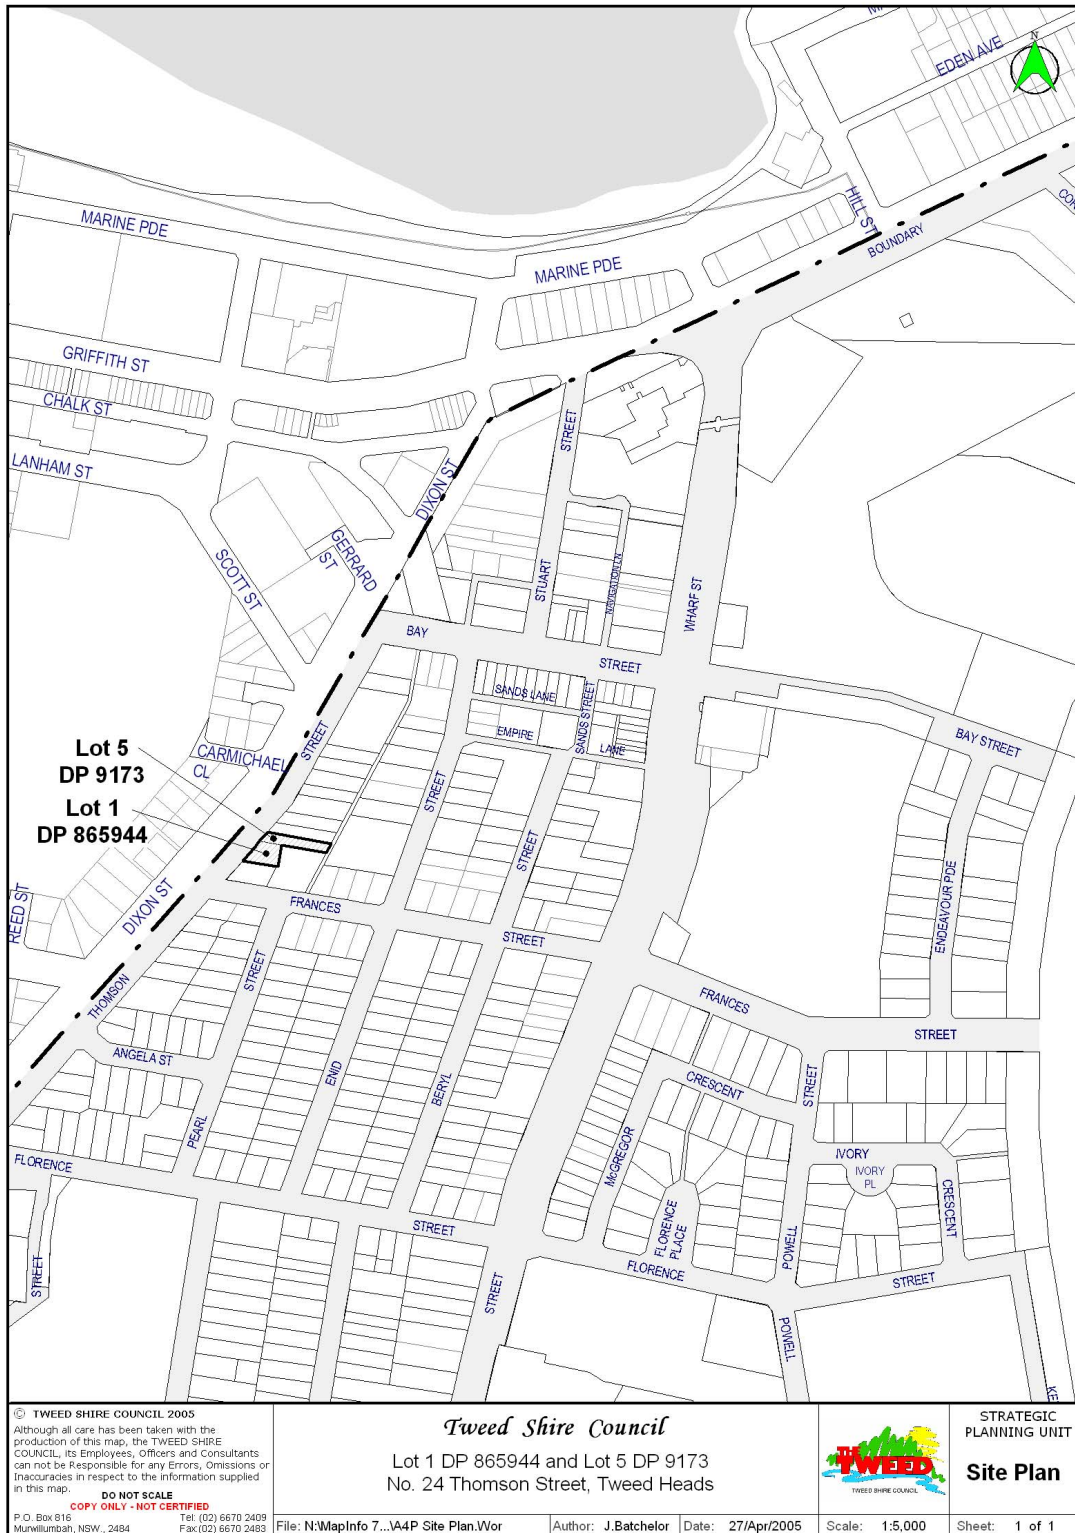 EDEN AVE
N
HILL ST
BOUNDARY
MARINE PDE
MARINE PDE
GRIFFITH ST
CHALK ST
LANHAM ST
STREET
DIXON ST
GERRARD
ST
SCOTT ST
STUART
NAVIGATION LN
WHARF ST
BAY
STREET
SANDS LANE
SANDS STREET
EMPIRE
LANE
BAY STREET
STREET
CARMICHAEL
CL
STREET
Lot 5
DP 9173
Lot 1
DP 865944
STREET
ENDEAVOUR PDE
REED ST
DIXON ST
FRANCES
STREET
STREET
THOMSON
FRANCES
STREET
ANGELA ST
ENID
BERYL
CRESCENT
STREET
PEARL
McGREGOR
IVORY
IVORY
PL
CRESCENT
FLORENCE
STREET
FLORENCE
PLACE
POWELL
FLORENCE
STREET
STREET
STREET
POWELL
© TWEED SHIRE COUNCIL 2005
Although all care has been taken with the
production of this map, the TWEED SHIRE
COUNCIL, its Employees, Officers and Consultants
can not be Responsible for any Errors, Omissions or
Inaccuracies in respect to the information supplied
in this map.
DO NOT SCALE
COPY ONLY - NOT CERTIFIED
P.O. Box 816
Murwillumbah, NSW., 2484
Tel: (02) 6670 2409
Fax:(02) 6670 2483
Tweed Shire Council
Lot 1 DP 865944 and Lot 5 DP 9173
No. 24 Thomson Street, Tweed Heads
File: N:\MapInfo 7...\A4P Site Plan.Wor
Author: J.Batchelor
Date: 27/Apr/2005
THE
TWEED
TWEED SHIRE COUNCIL
Scale: 1:5,000
STRATEGIC
PLANNING UNIT
Site Plan
Sheet: 1 of 1